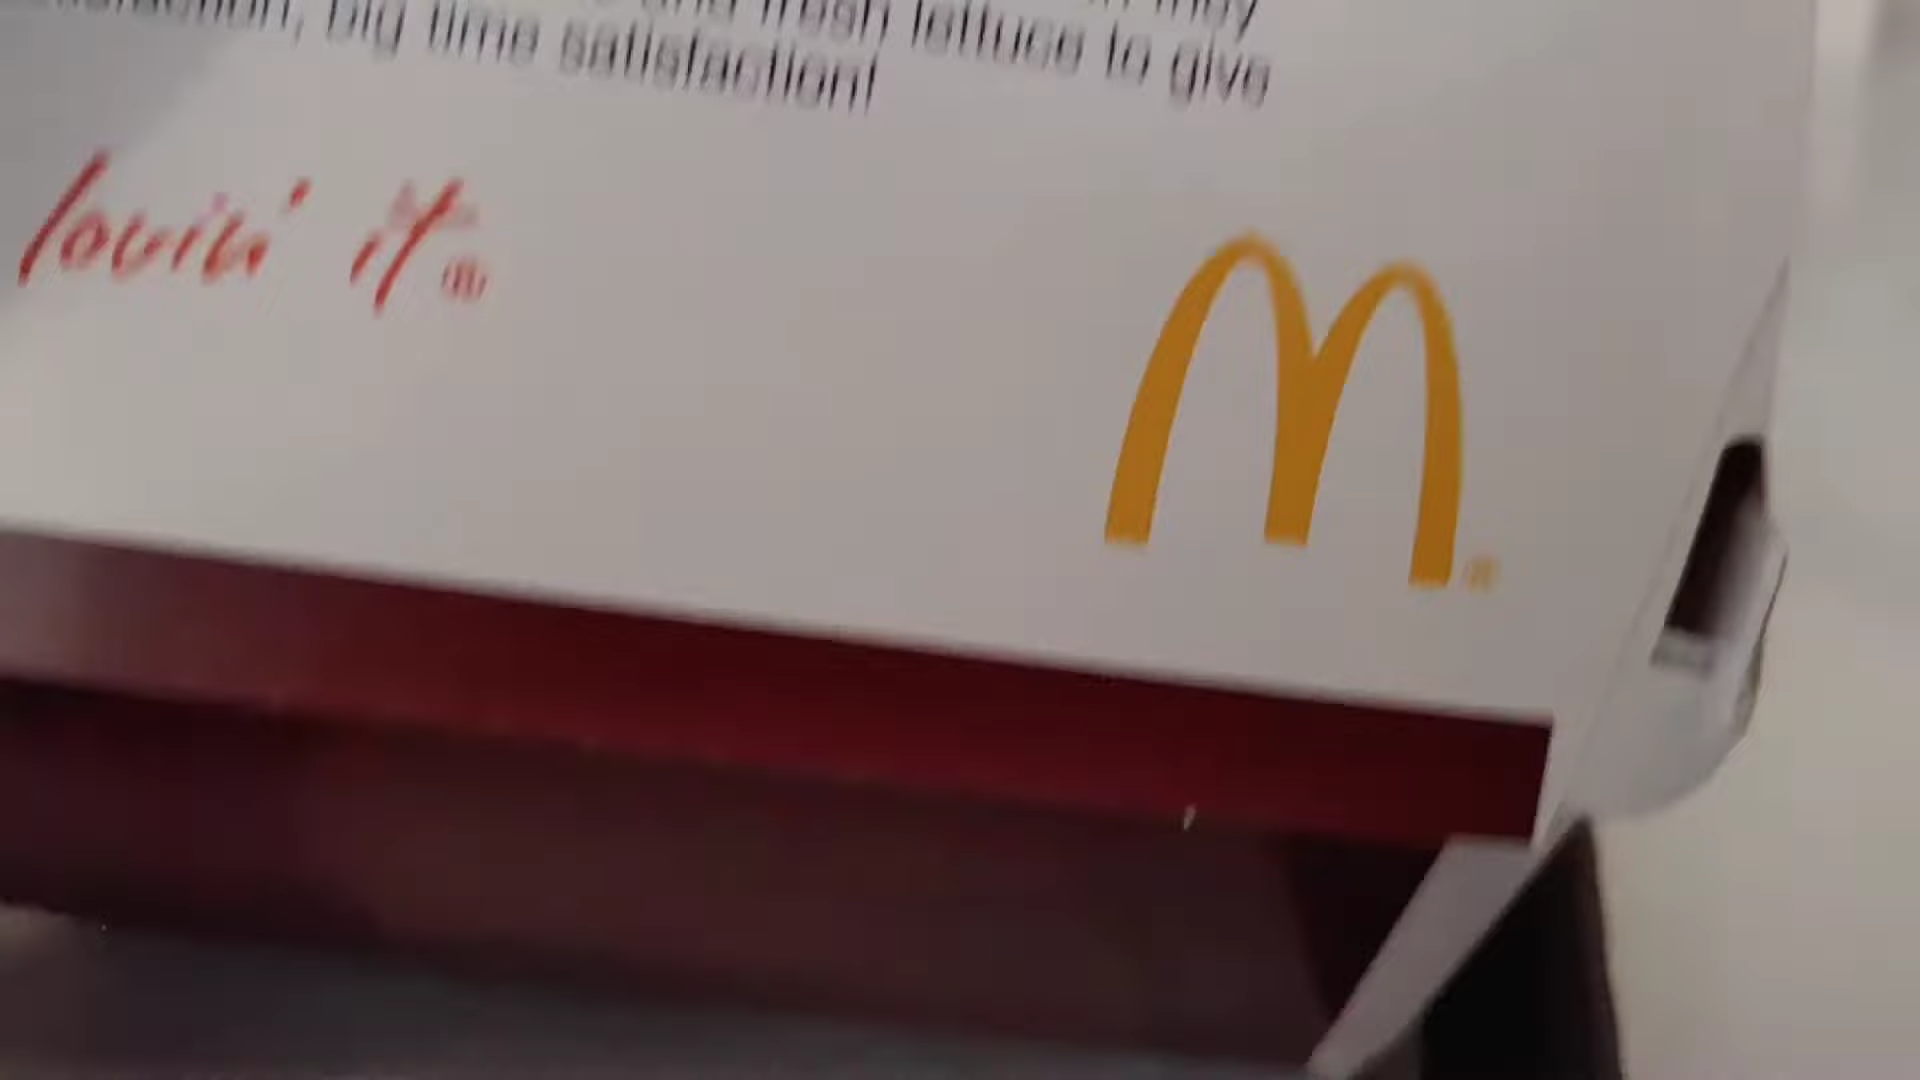 and fresh lettuce to give
big time satisfaction!
lovin' it®
M